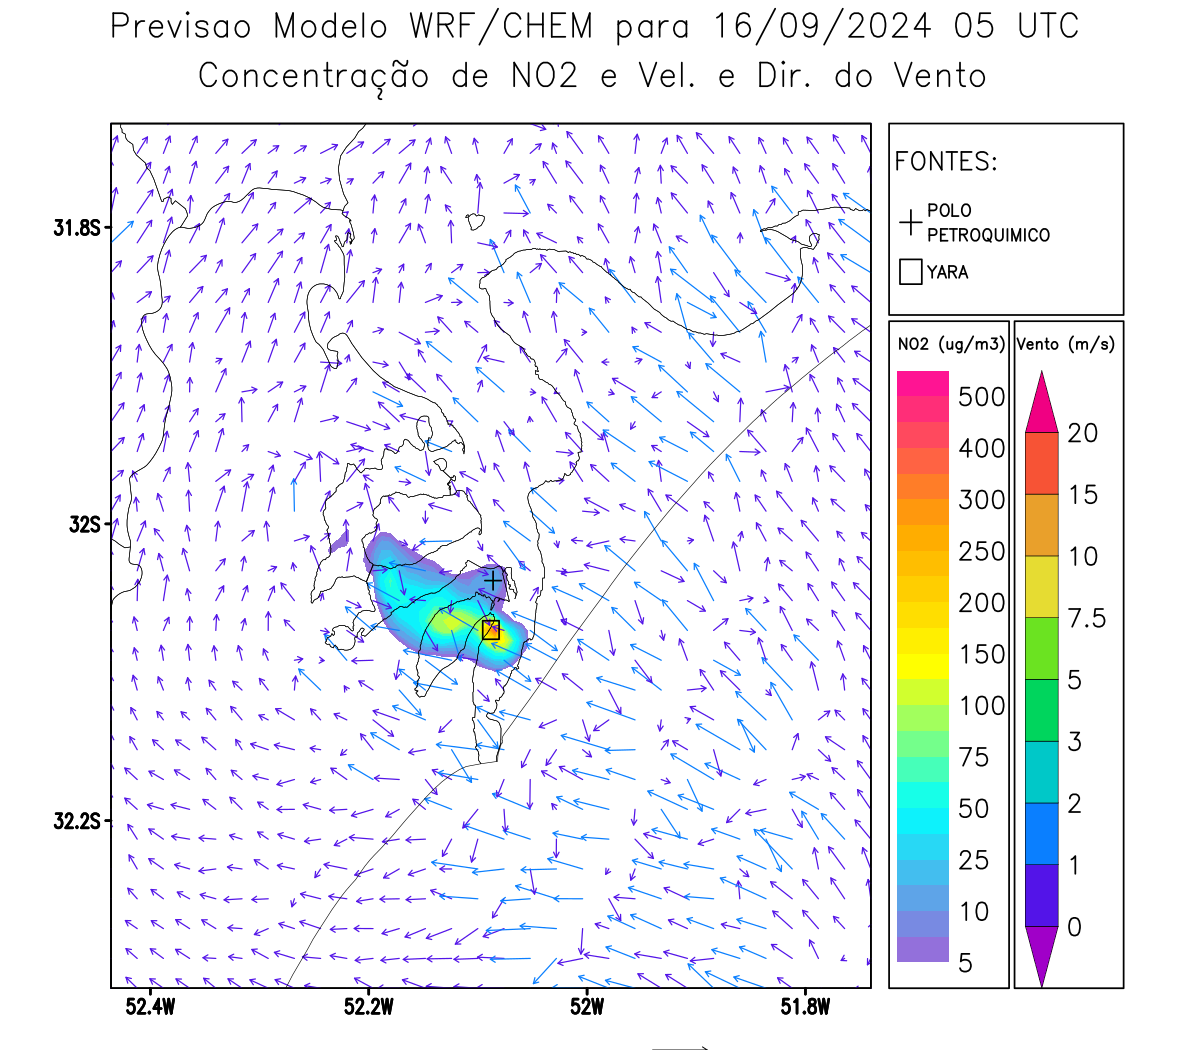 Previsao Modelo WRF/CHEM para 16/09/2024 05 UTC
Concentração de NO2 e Vel. e Dir. do Vento
FONTES:
POLO
PETROQUIMICO
YARA
NO2 (ug/m3)
500
400
300
250
200
150
100
75
50
25
10
5
Vento (m/s)
20
15
10
7.5
5
3
2
1
0
31.8S
32S
32.2S
52.4W
52.2W
52W
51.8W